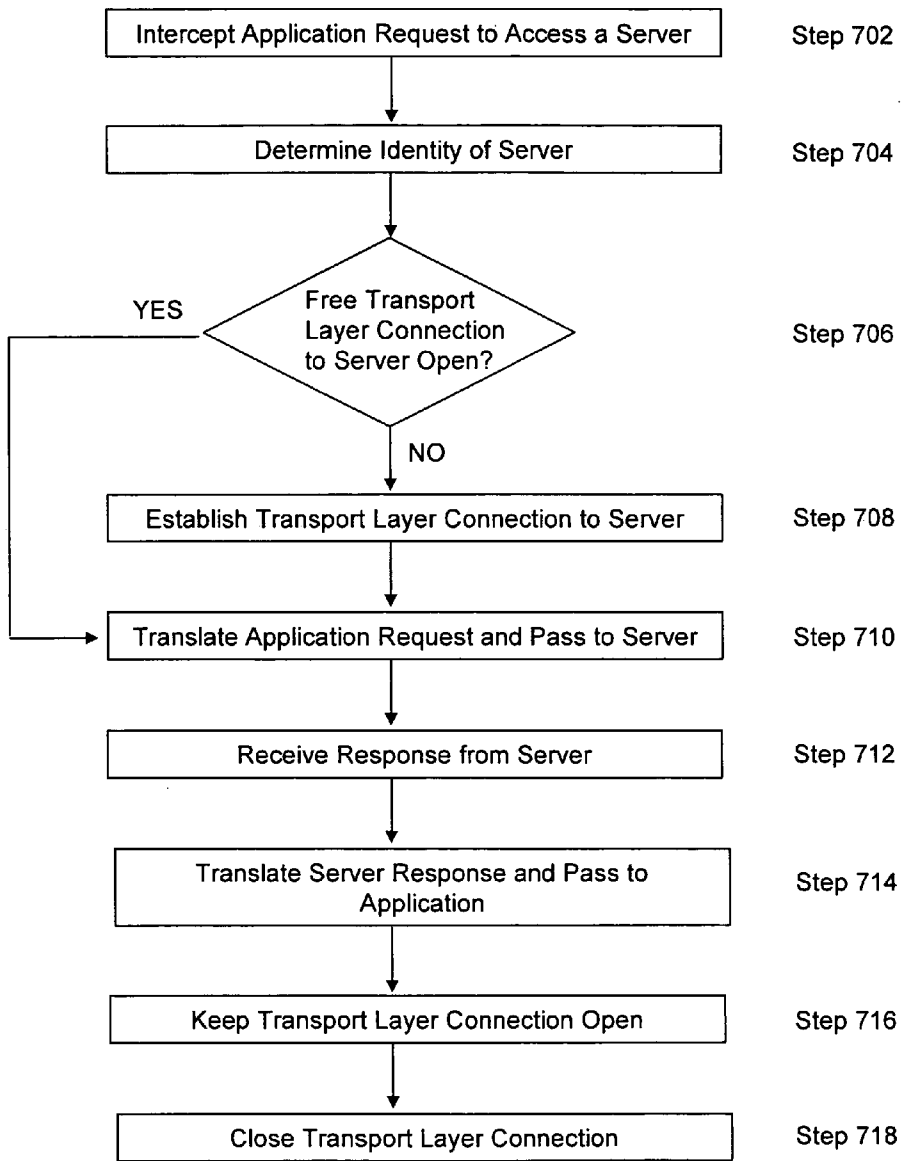 Intercept Application Request to Access a Server
Step 702
Determine Identity of Server
Step 704
Free Transport
Layer Connection
to Server Open?
Step 706
YES
NO
Establish Transport Layer Connection to Server
Step 708
Translate Application Request and Pass to Server
Step 710
Receive Response from Server
Step 712
Translate Server Response and Pass to
Application
Step 714
Keep Transport Layer Connection Open
Step 716
Close Transport Layer Connection
Step 718